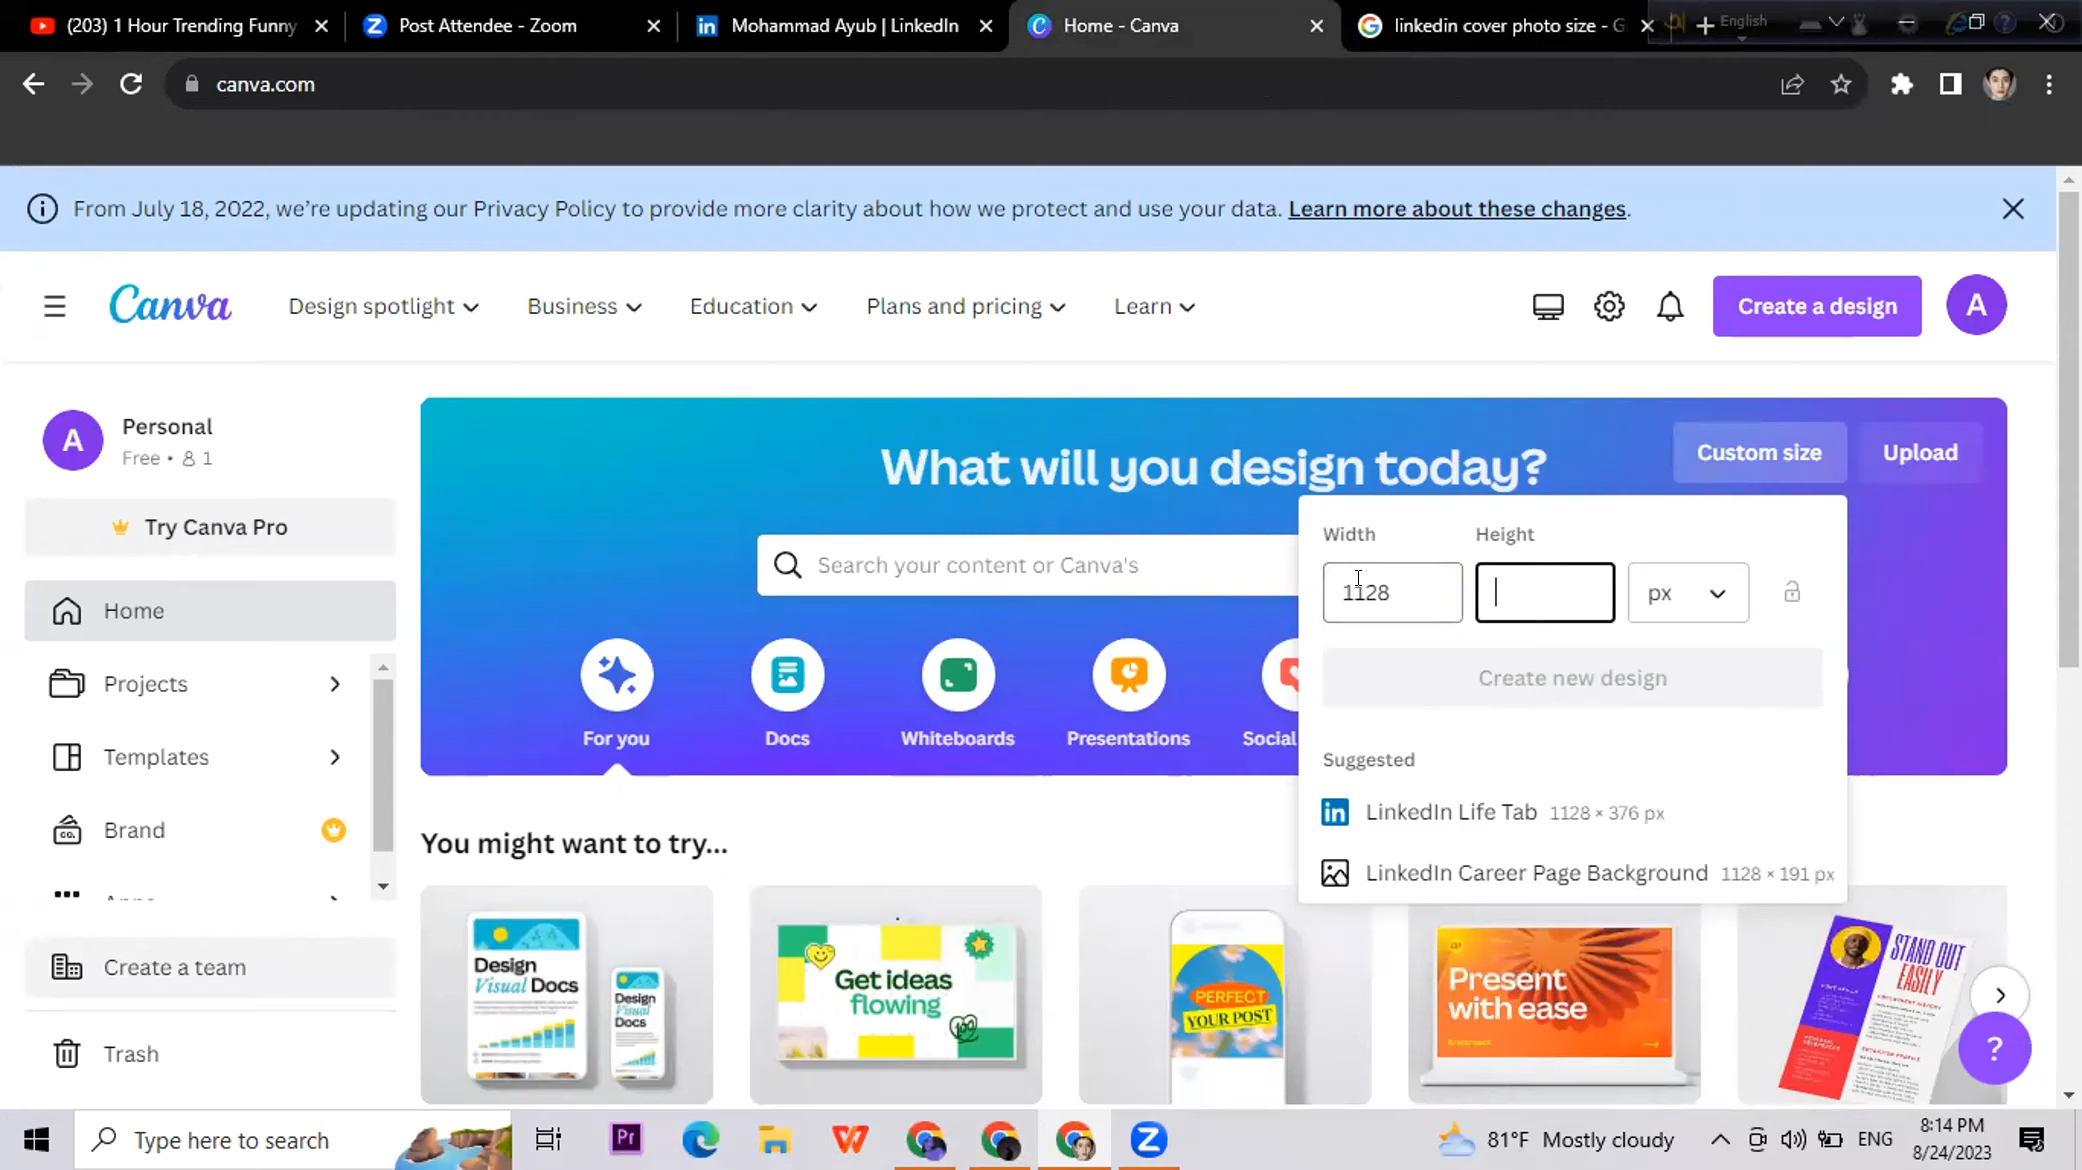 (203) 1 Hour Trending Funny
Post Attendee - Zoom
Mohammad Ayub | LinkedIn
Home - Canva
linkedin cover photo size - G
English
canva.com
From July 18, 2022, we're updating our Privacy Policy to provide more clarity about how we protect and use your data. Learn more about these changes.
Canva
Design spotlight
Business
Education
Plans and pricing
Learn
Create a design
A
A
Personal
Free • 1
Try Canva Pro
Home
Projects
Templates
Brand
Apps
Create a team
Trash
What will you design today?
Custom size
Upload
Search your content or Canva's
For you
Docs
Whiteboards
Presentations
Social
Width
Height
1128
px
Create new design
Suggested
LinkedIn Life Tab 1128 × 376 px
LinkedIn Career Page Background 1128 × 191 px
You might want to try...
Design
Visual Docs
Design
Visual
Docs
Get ideas
flowing
100
PERFECT
YOUR POST
Present
with ease
STAND OUT
EASILY
?
Type here to search
81°F Mostly cloudy
ENG
8:14 PM
8/24/2023